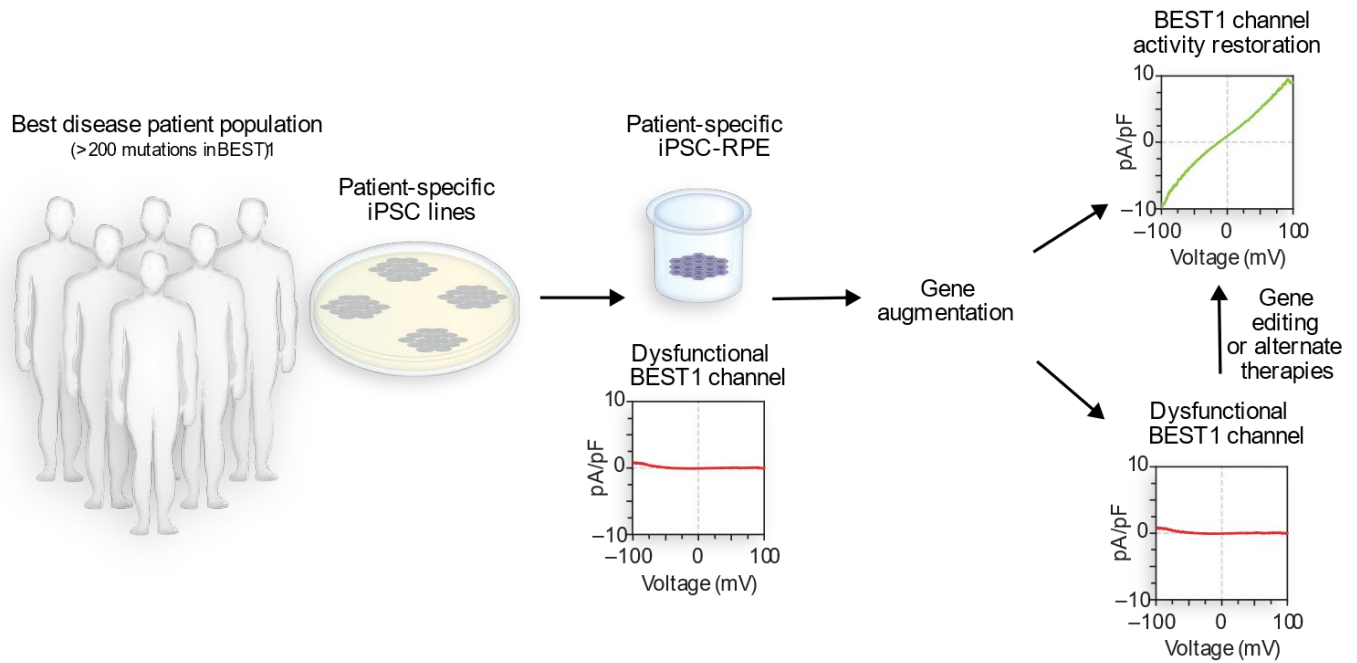 Best disease patient population
(>200 mutations in BEST)1
Patient-specific
iPSC lines
Patient-specific
iPSC-RPE
Dysfunctional
BEST1 channel
10
0
–10
pA/pF
–100 0 100
Voltage (mV)
Gene
augmentation
BEST1 channel
activity restoration
10
0
–10
pA/pF
–100 0 100
Voltage (mV)
Gene
editing
or alternate
therapies
Dysfunctional
BEST1 channel
10
0
–10
pA/pF
–100 0 100
Voltage (mV)